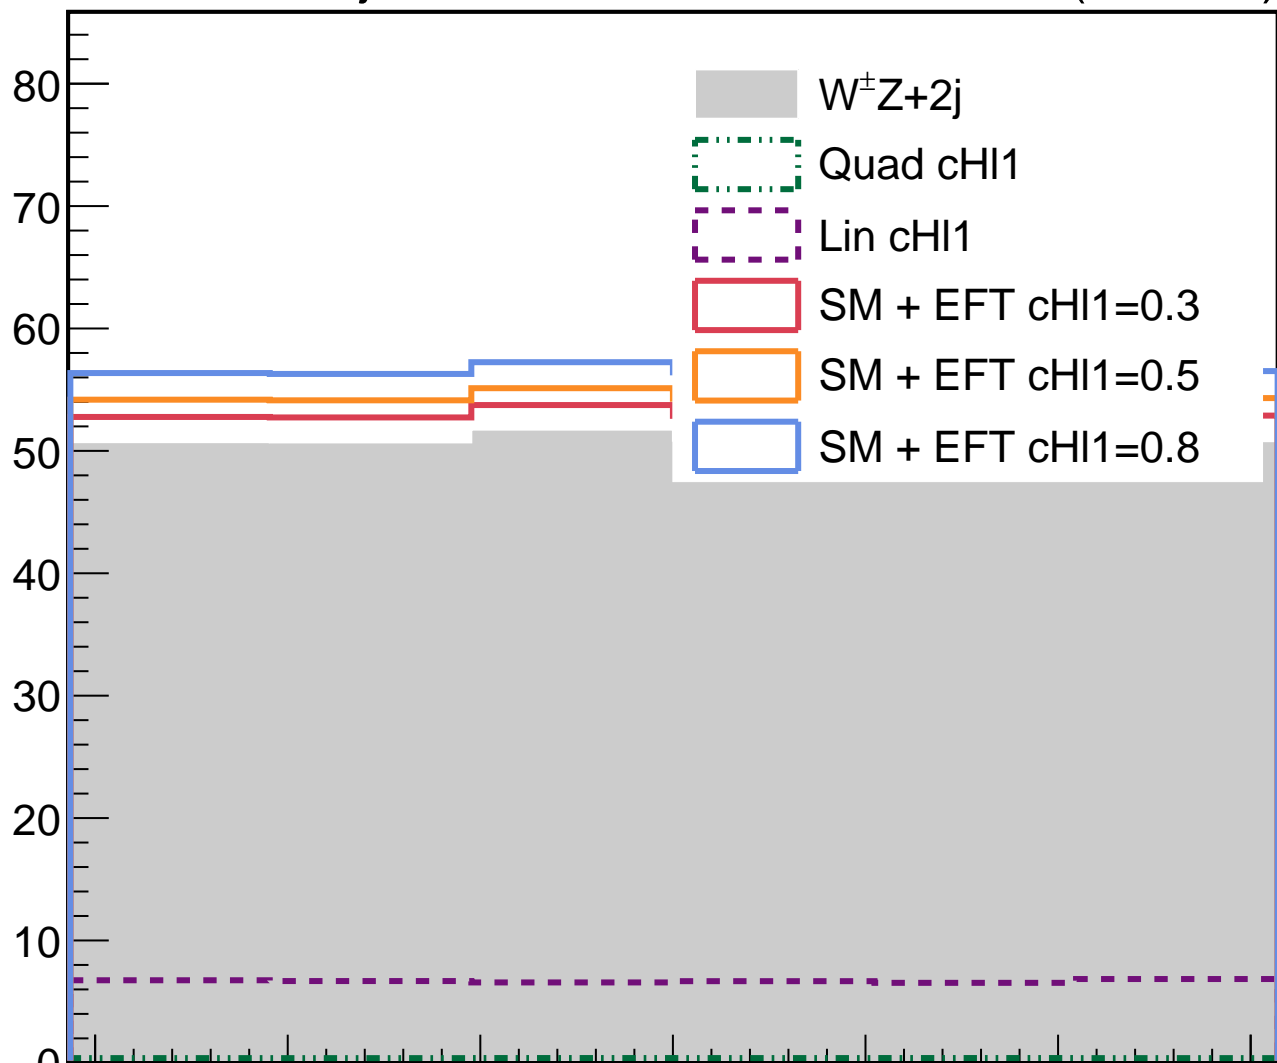 80
W±Z+2j
Quad cHl1
70
Lin cHl1
SM + EFT cHl1=0.3
60
SM + EFT cHl1=0.5
SM + EFT cHl1=0.8
50
40
30
20
10
0